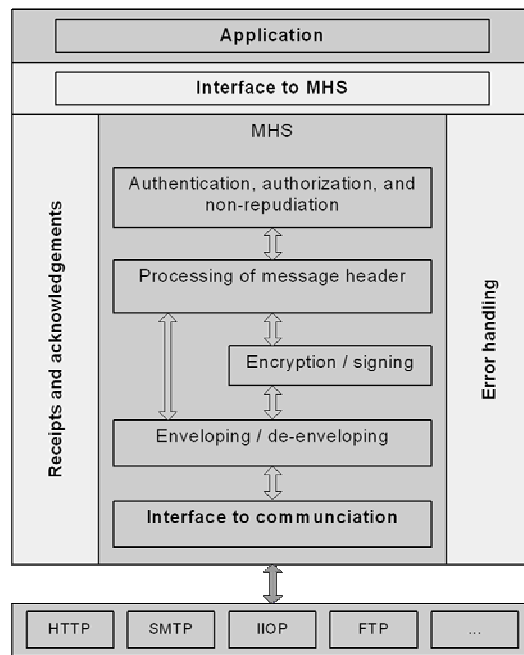 Application
Interface to MHS
MHS
Receipts and acknowledgements
Authentication, authorization, and
non-repudiation
Processing of message header
Encryption / signing
Enveloping / de-enveloping
Interface to communciation
Error handling
HTTP
SMTP
IIOP
FTP
...